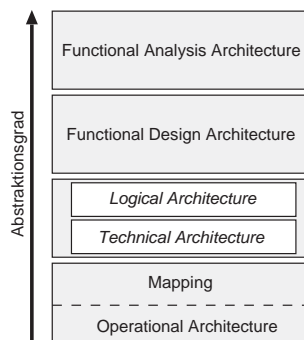 Abstraktionsgrad
Functional Analysis Architecture
Functional Design Architecture
Logical Architecture
Technical Architecture
Mapping
Operational Architecture